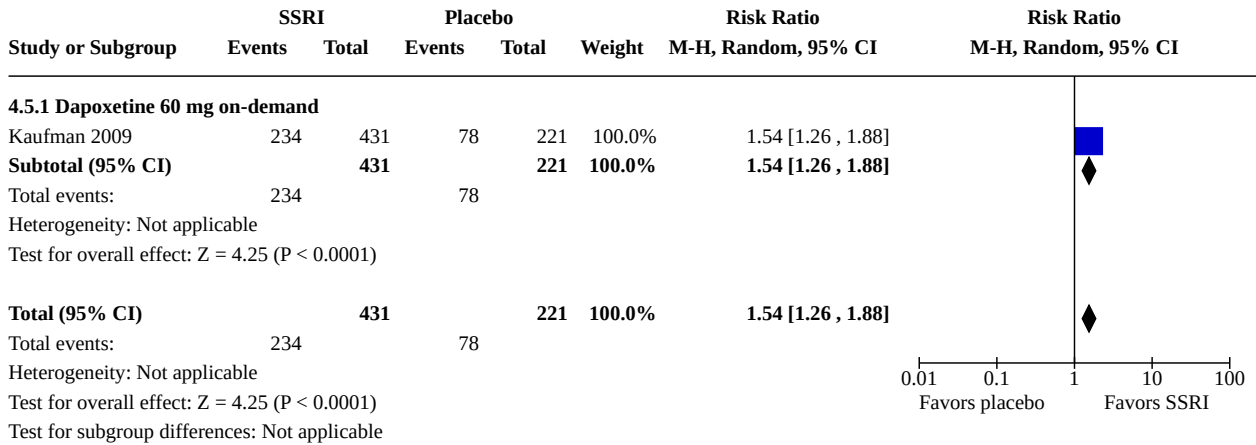 SSRI Placebo Risk Ratio Risk Ratio
Study or Subgroup Events Total Events Total Weight M-H, Random, 95% CI M-H, Random, 95% CI
4.5.1 Dapoxetine 60 mg on-demand
Kaufman 2009 234 431 78 221 100.0% 1.54 [1.26 , 1.88]
Subtotal (95% CI) 431 221 100.0% 1.54 [1.26 , 1.88]
Total events: 234 78
Heterogeneity: Not applicable
Test for overall effect: Z = 4.25 (P < 0.0001)
Total (95% CI) 431 221 100.0% 1.54 [1.26 , 1.88]
Total events: 234 78
Heterogeneity: Not applicable
0.01 0.1 1 10 100
Test for overall effect: Z = 4.25 (P < 0.0001)
Favors placebo Favors SSRI
Test for subgroup differences: Not applicable